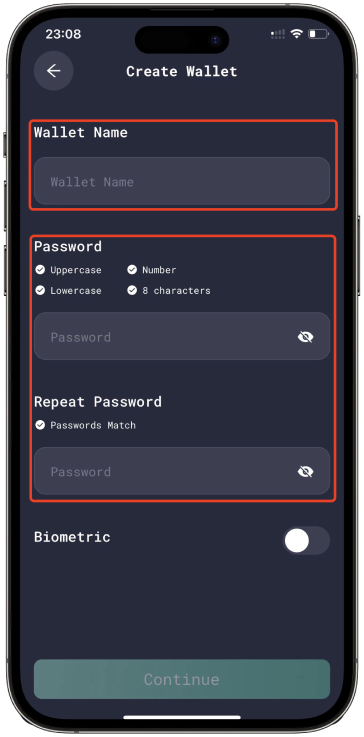 23:08
Create Wallet
Wallet Name
Wallet Name
Password
Uppercase Number
Lowercase 8 characters
Password
Repeat Password
Passwords Match
Password
Biometric
Continue